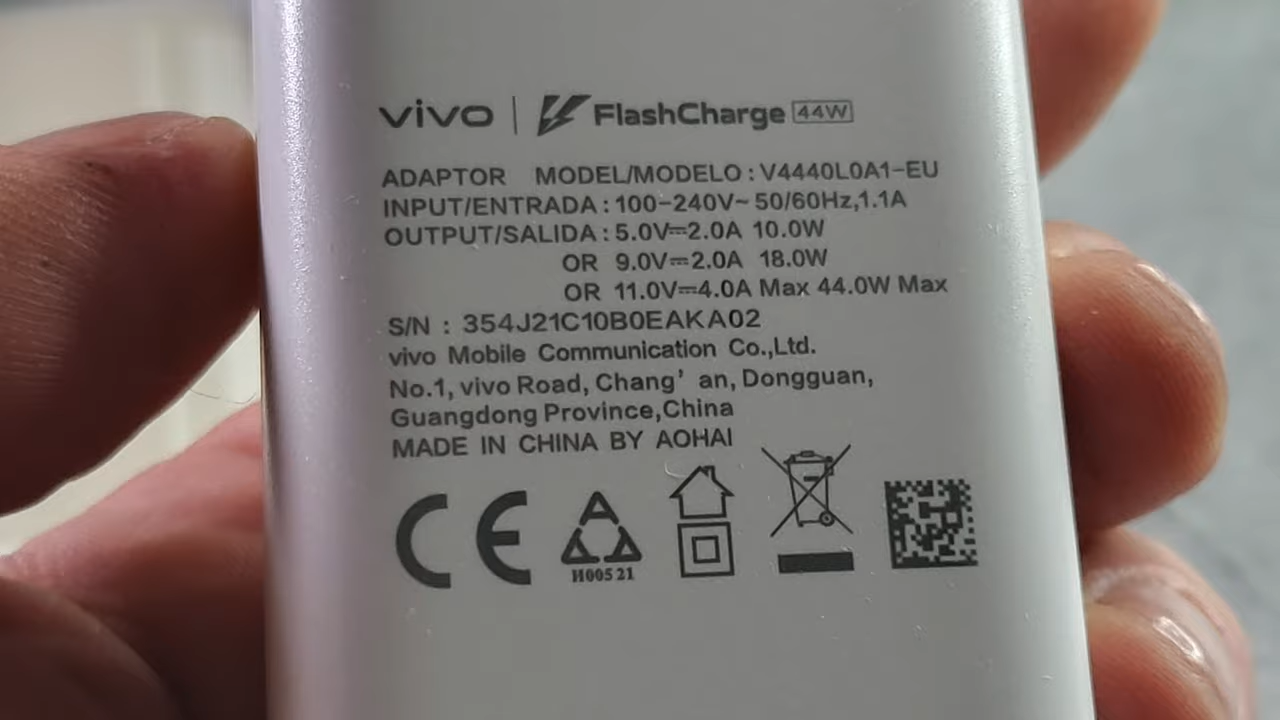 vivo | FlashCharge 44W
ADAPTOR MODEL/MODELO : V4440L0A1-EU
INPUT/ENTRADA : 100-240V~ 50/60Hz,1.1A
OUTPUT/SALIDA : 5.0V⎓2.0A 10.0W
OR 9.0V⎓2.0A 18.0W
OR 11.0V⎓4.0A Max 44.0W Max
S/N : 354J21C10B0EAKA02
vivo Mobile Communication Co.,Ltd.
No.1, vivo Road, Chang' an, Dongguan,
Guangdong Province,China
MADE IN CHINA BY AOHAI
CE
H005 21